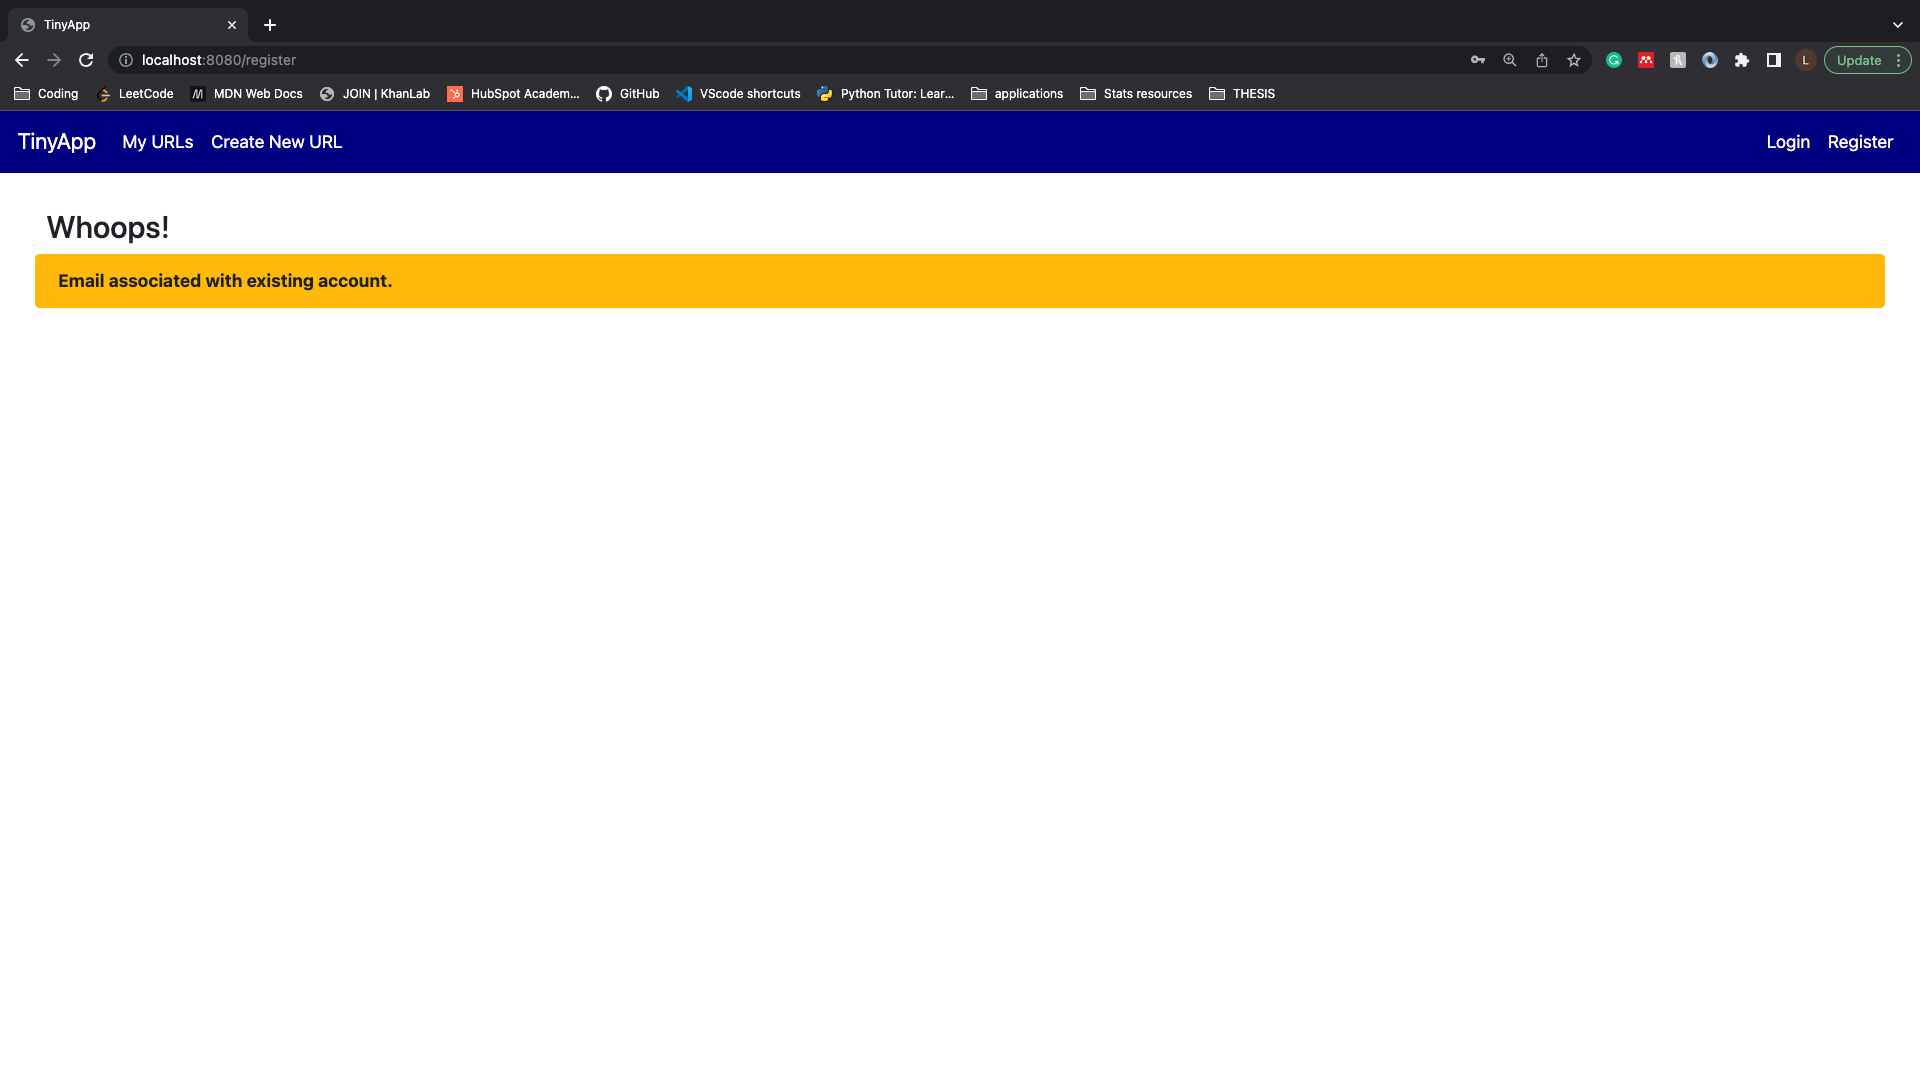 TinyApp
localhost:8080/register
L
Update
Coding
LeetCode
MDN Web Docs
JOIN | KhanLab
HubSpot Academ...
GitHub
VScode shortcuts
Python Tutor: Lear...
applications
Stats resources
THESIS
TinyApp
My URLs
Create New URL
Login
Register
Whoops!
Email associated with existing account.